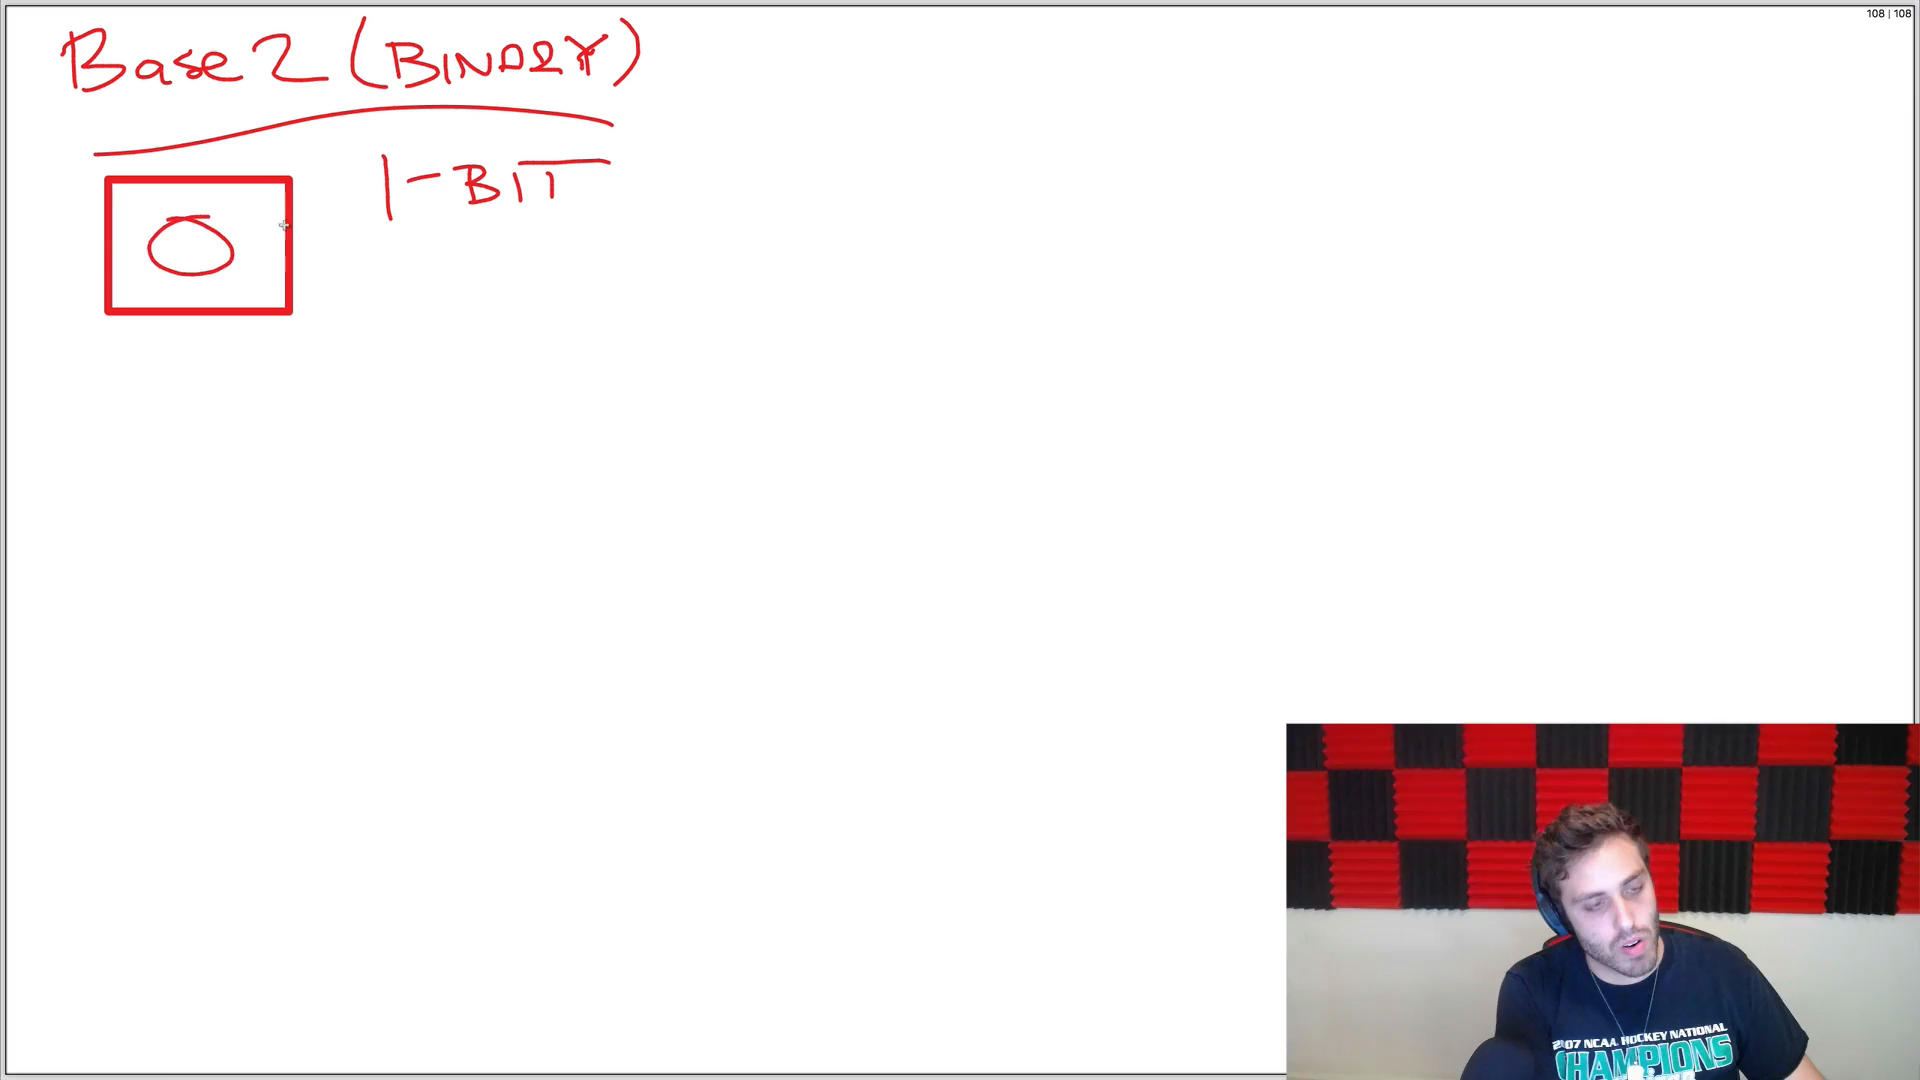 108 | 108
Base 2 (BINARY)
1-BIT
0
2007 NCAA HOCKEY NATIONAL
CHAMPIONS